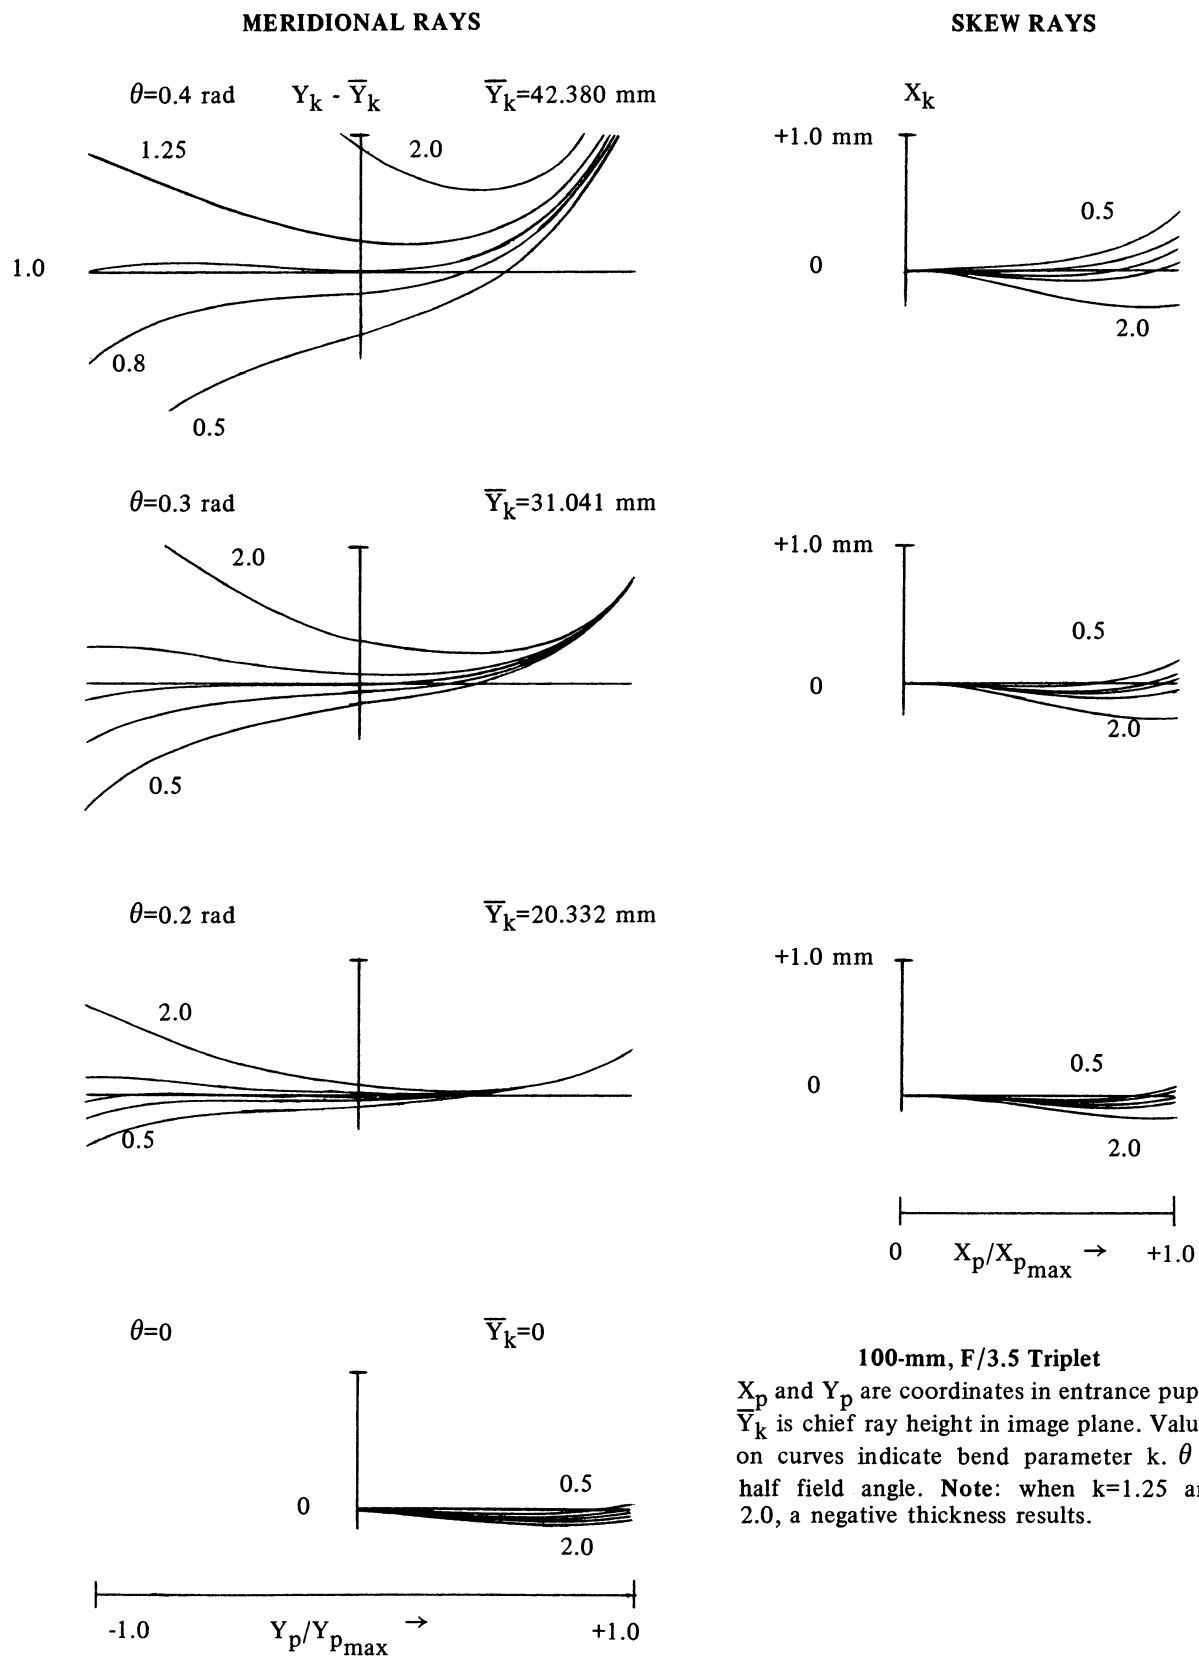 MERIDIONAL RAYS
SKEW RAYS
θ=0.4 rad
Y_k - Ȳ_k
Ȳ_k=42.380 mm
X_k
1.25
2.0
+1.0 mm
0.5
1.0
0
2.0
0.8
0.5
θ=0.3 rad
Ȳ_k=31.041 mm
2.0
+1.0 mm
0.5
0
2.0
0.5
θ=0.2 rad
Ȳ_k=20.332 mm
+1.0 mm
2.0
0.5
0
0.5
2.0
0
X_p/X_p_max →
+1.0
θ=0
Ȳ_k=0
0.5
0
2.0
-1.0
Y_p/Y_p_max →
+1.0
100-mm, F/3.5 Triplet
X_p and Y_p are coordinates in entrance pup
Ȳ_k is chief ray height in image plane. Valu
on curves indicate bend parameter k. θ
half field angle. Note: when k=1.25 a
2.0, a negative thickness results.